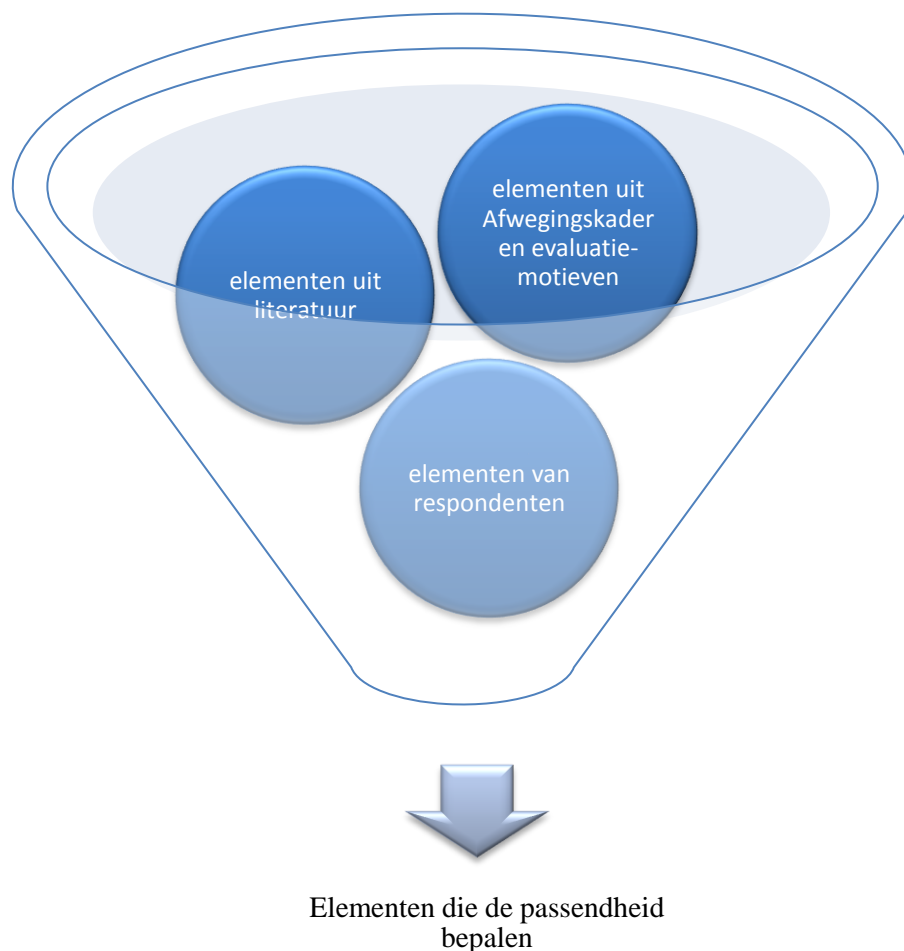 elementen uit
literatuur
elementen uit
Afwegingskader
en evaluatie-
motieven
elementen van
respondenten
Elementen die de passendheid
bepalen